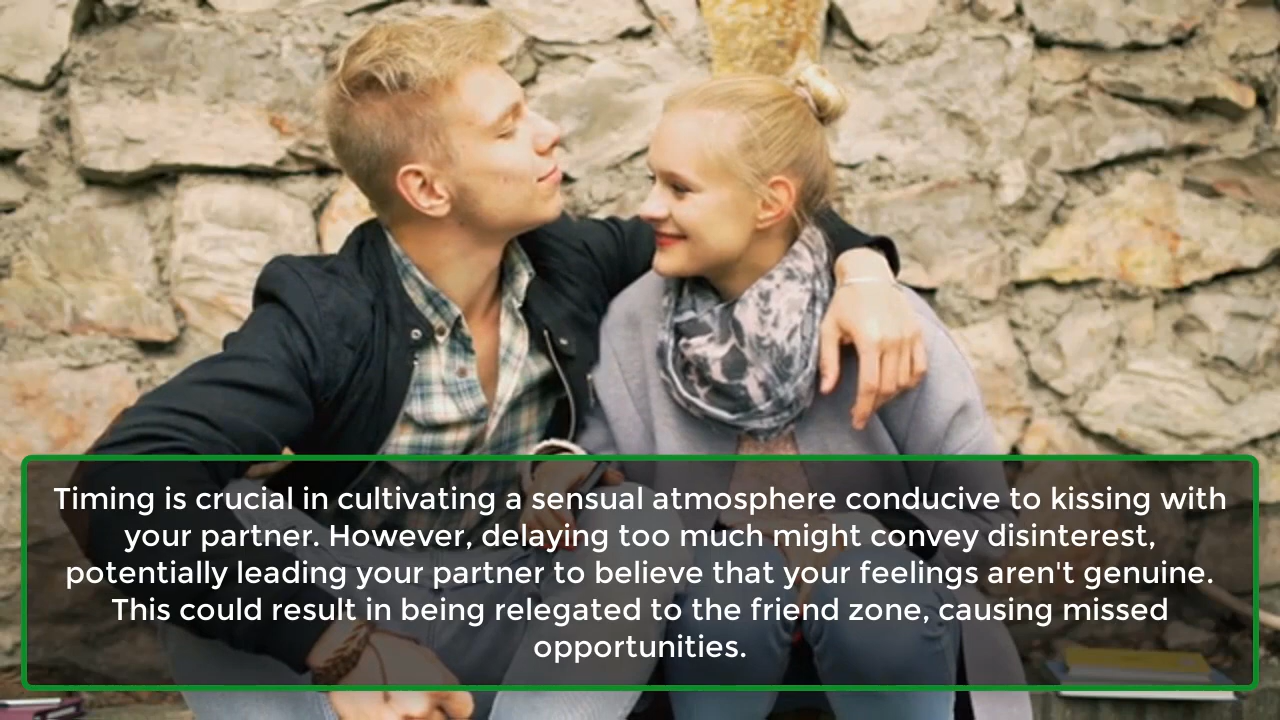 Timing is crucial in cultivating a sensual atmosphere conducive to kissing with
your partner. However, delaying too much might convey disinterest,
potentially leading your partner to believe that your feelings aren't genuine.
This could result in being relegated to the friend zone, causing missed
opportunities.